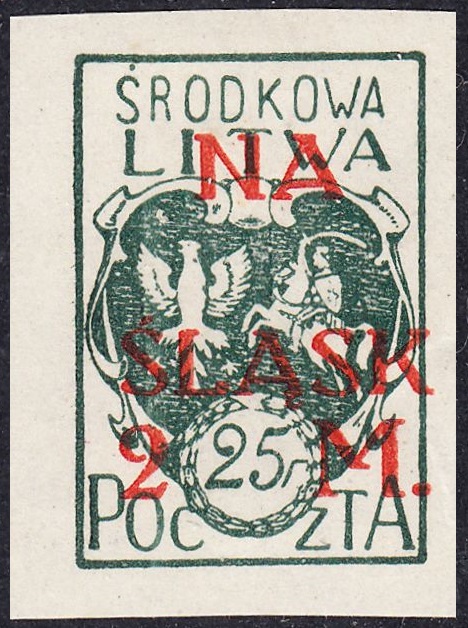 ŚRODKOWA
LITWA
NA
ŚLĄSK
2 M.
25 f
POCZTA